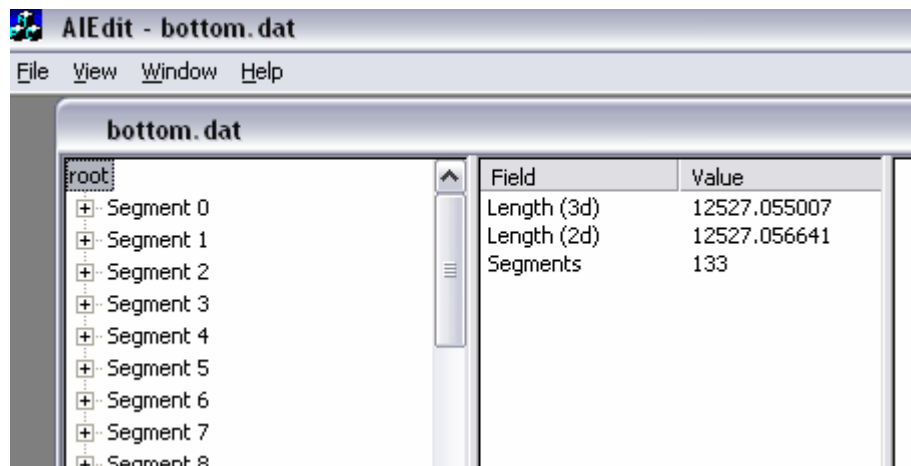 AIEdit - bottom.dat
File View Window Help
bottom.dat
root
Segment 0
Segment 1
Segment 2
Segment 3
Segment 4
Segment 5
Segment 6
Segment 7
Segment 8
Field Value
Length (3d) 12527.055007
Length (2d) 12527.056641
Segments 133